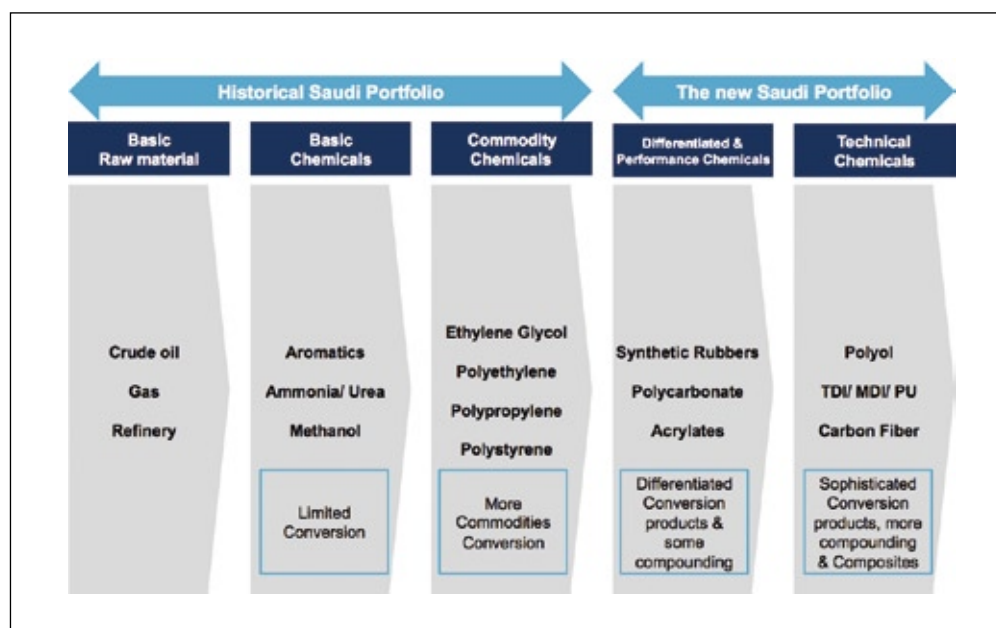 Historical Saudi Portfolio
The new Saudi Portfolio
Basic
Raw material
Basic
Chemicals
Commodity
Chemicals
Differentiated &
Performance Chemicals
Technical
Chemicals
Crude oil
Gas
Refinery
Aromatics
Ammonia/ Urea
Methanol
Limited
Conversion
Ethylene Glycol
Polyethylene
Polypropylene
Polystyrene
More
Commodities
Conversion
Synthetic Rubbers
Polycarbonate
Acrylates
Differentiated
Conversion
products &
some
compounding
Polyol
TDI/ MDI/ PU
Carbon Fiber
Sophisticated
Conversion
products, more
compounding
& Composites